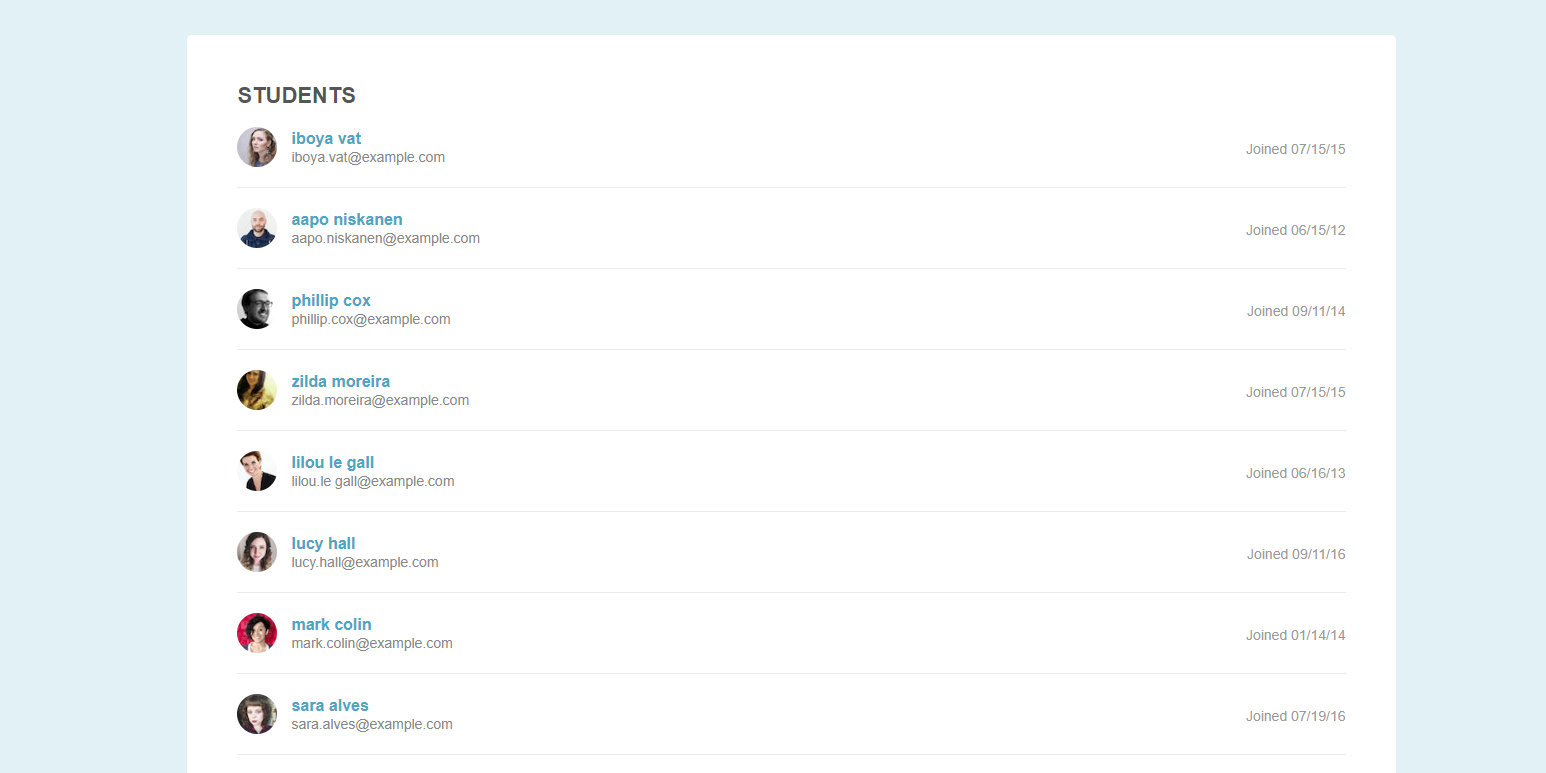 STUDENTS
iboya vat
iboya.vat@example.com
Joined 07/15/15
aapo niskanen
aapo.niskanen@example.com
Joined 06/15/12
phillip cox
phillip.cox@example.com
Joined 09/11/14
zilda moreira
zilda.moreira@example.com
Joined 07/15/15
lilou le gall
lilou.le gall@example.com
Joined 06/16/13
lucy hall
lucy.hall@example.com
Joined 09/11/16
mark colin
mark.colin@example.com
Joined 01/14/14
sara alves
sara.alves@example.com
Joined 07/19/16